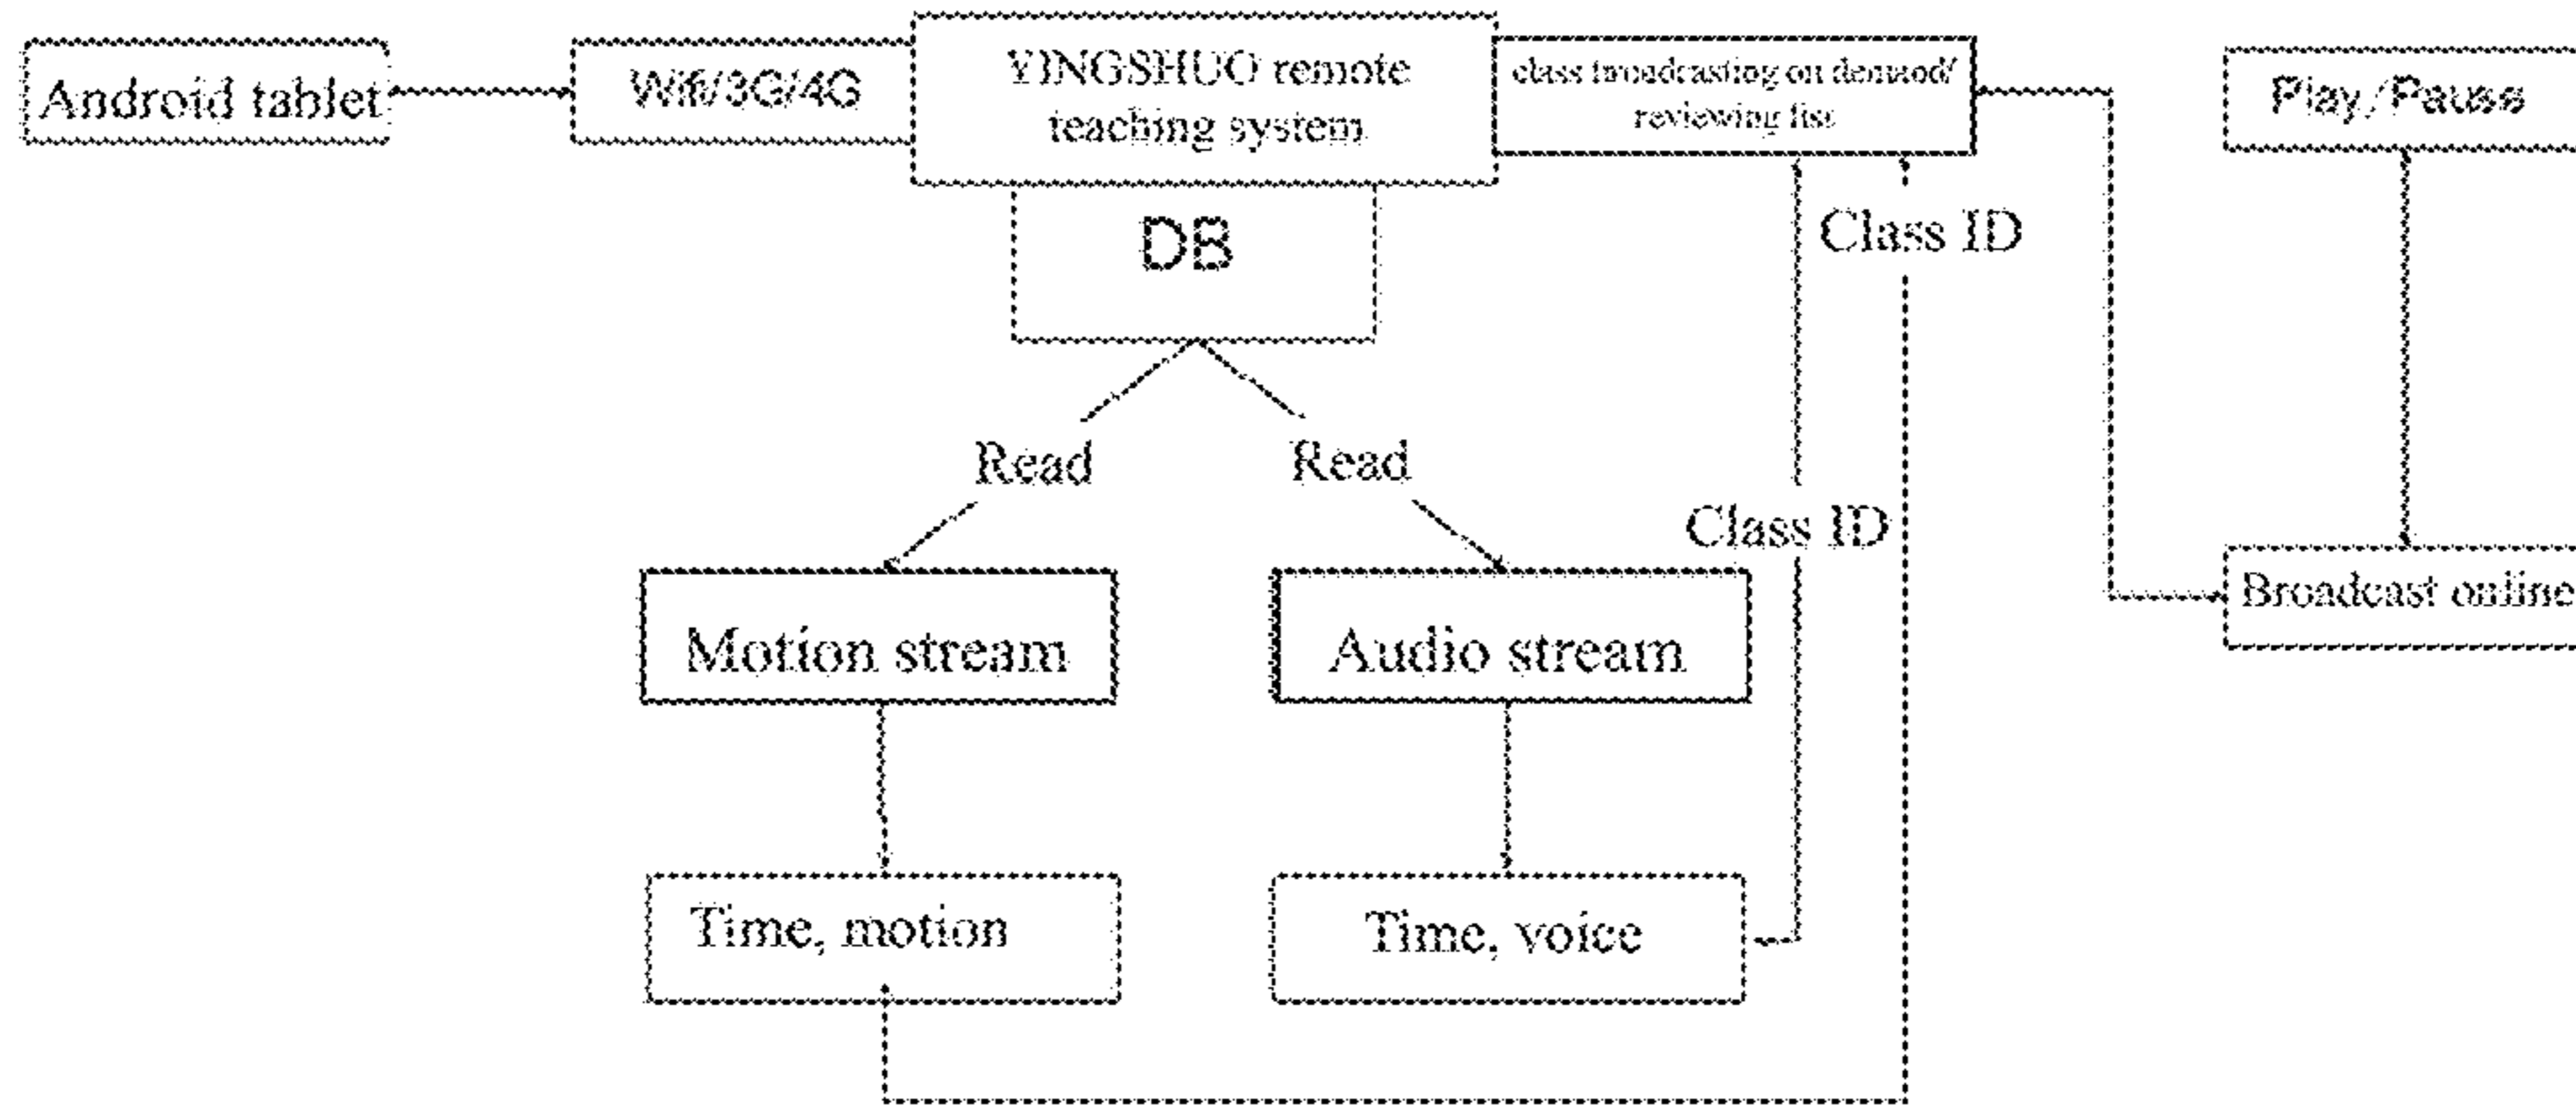 Android tablet
Wifi/3G/4G
YINGSHUO remote
teaching system
class broadcasting on demand/
reviewing list
Play/Pause
DB
Class ID
Read
Read
Class ID
Broadcast online
Motion stream
Audio stream
Time, motion
Time, voice